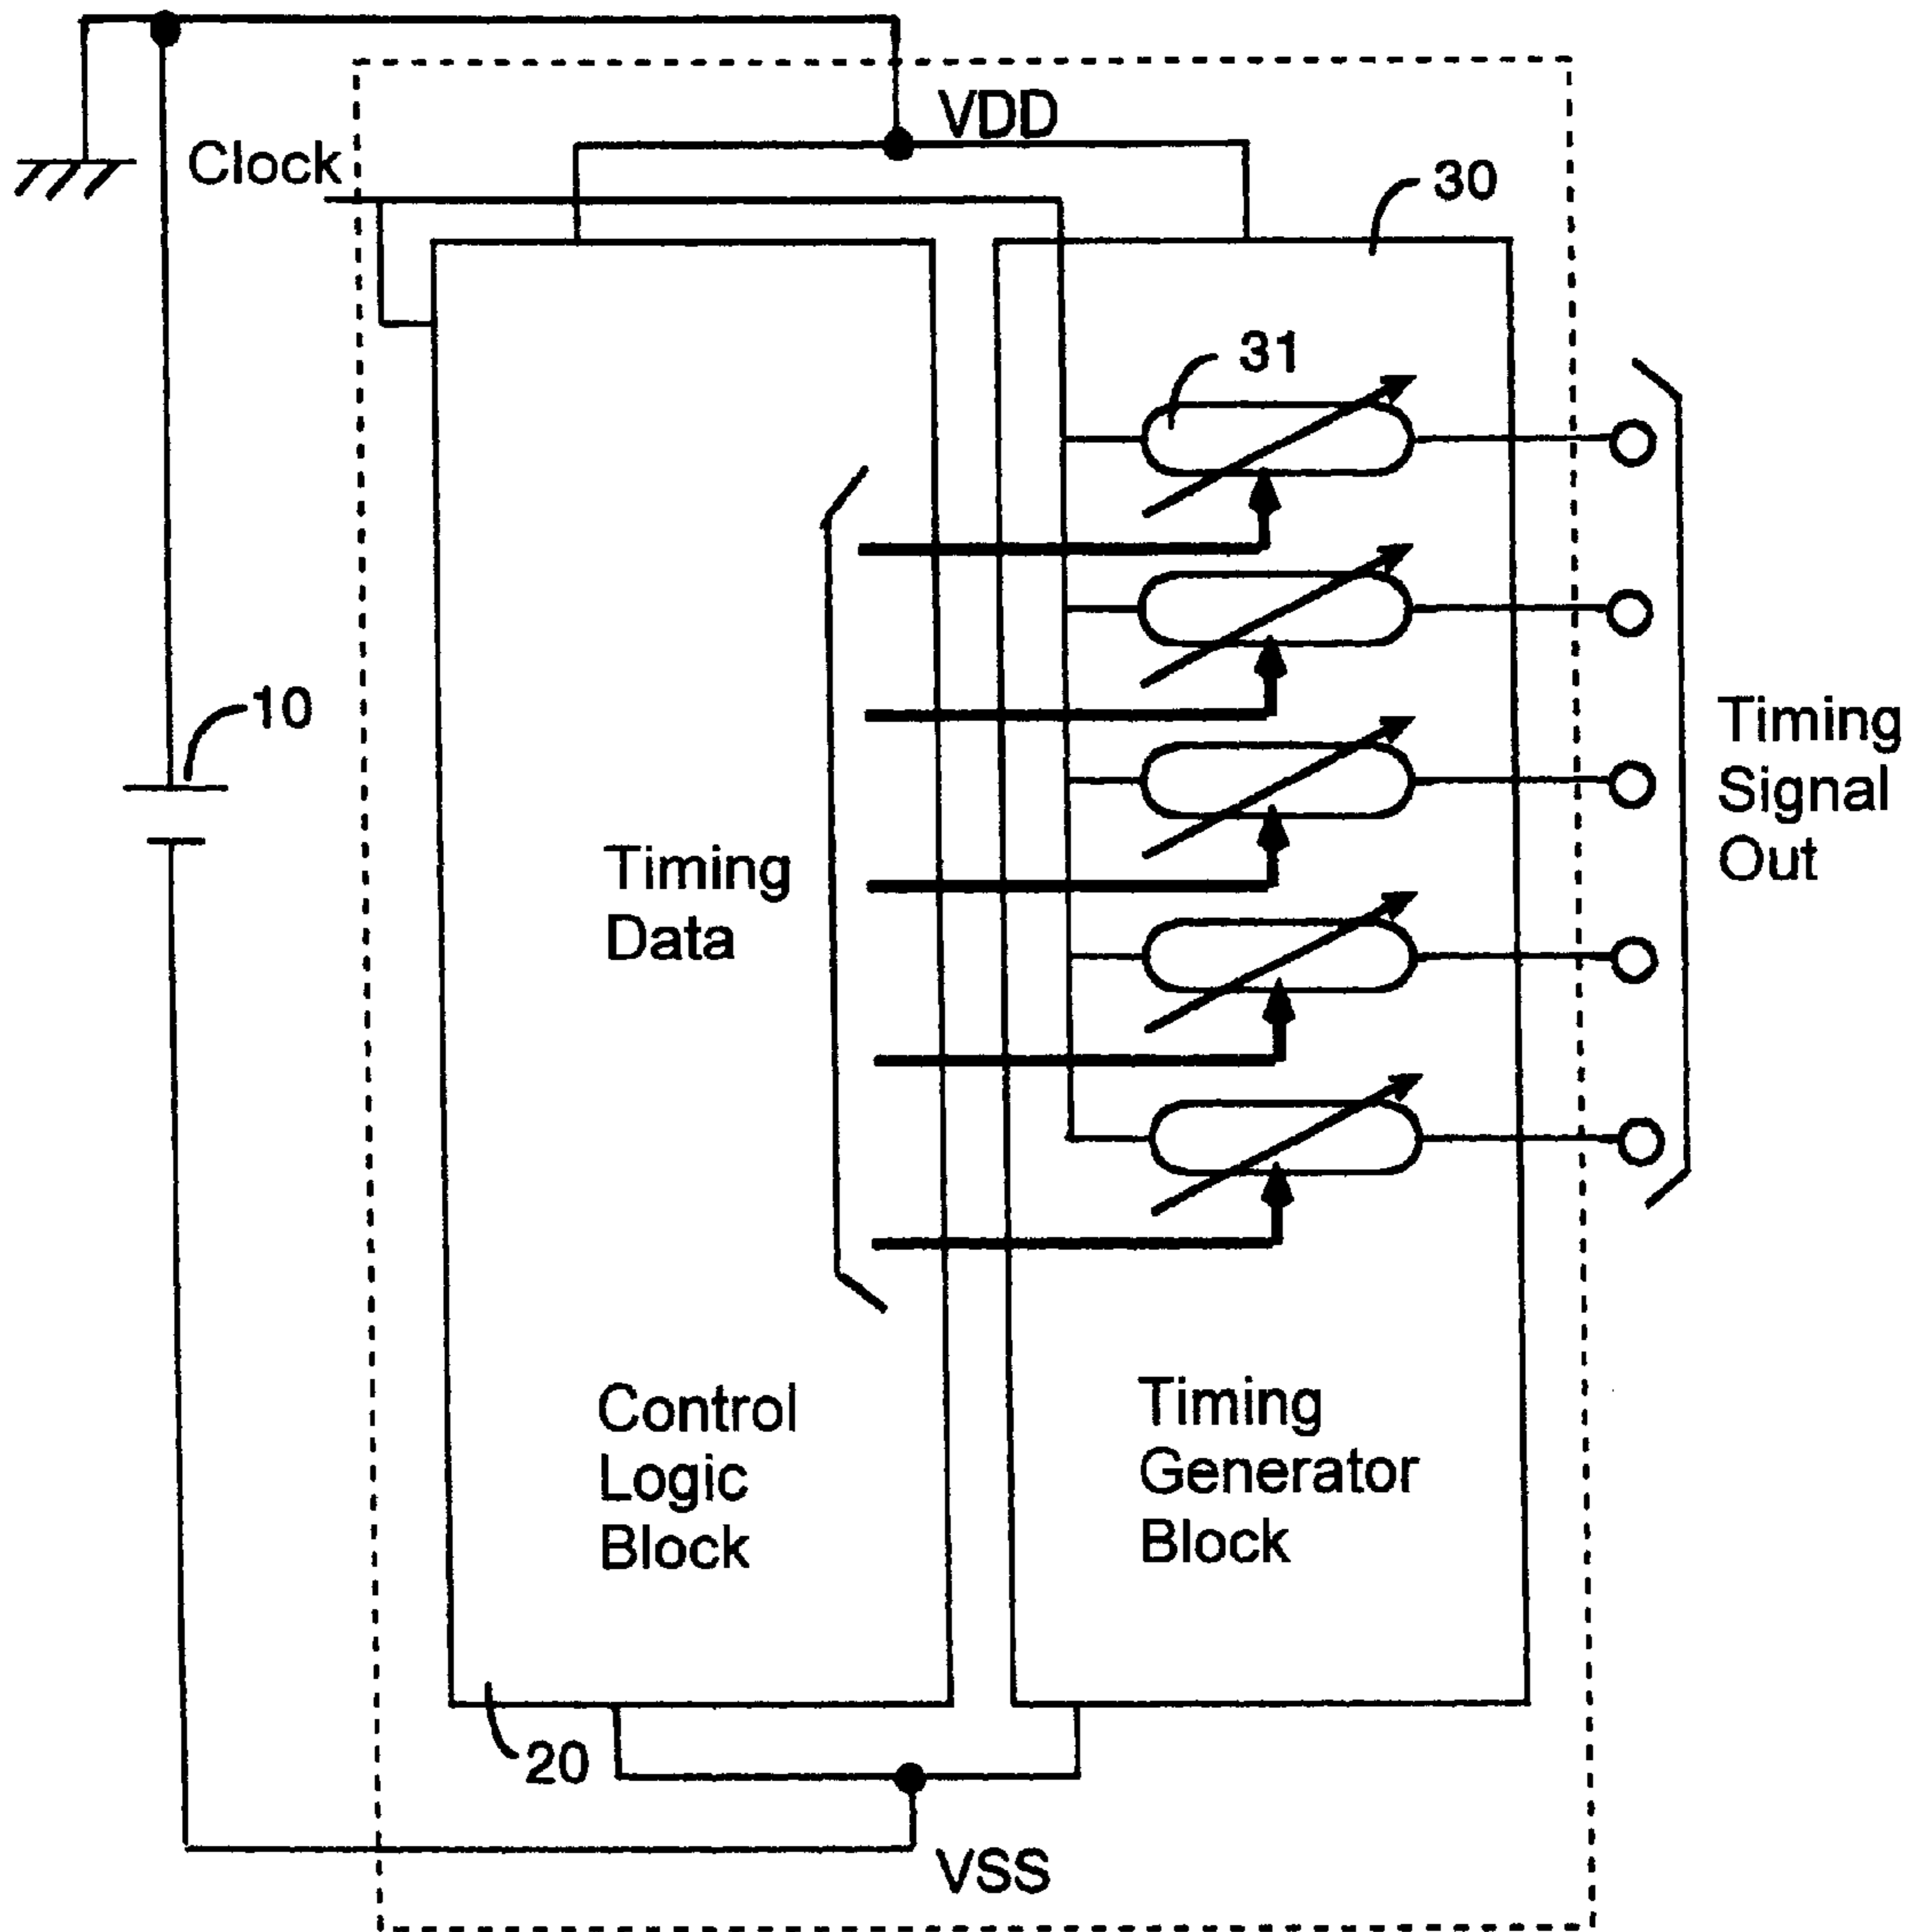 VDD
Clock
30
31
10
Timing
Signal
Out
Timing
Data
Control
Logic
Block
Timing
Generator
Block
20
VSS